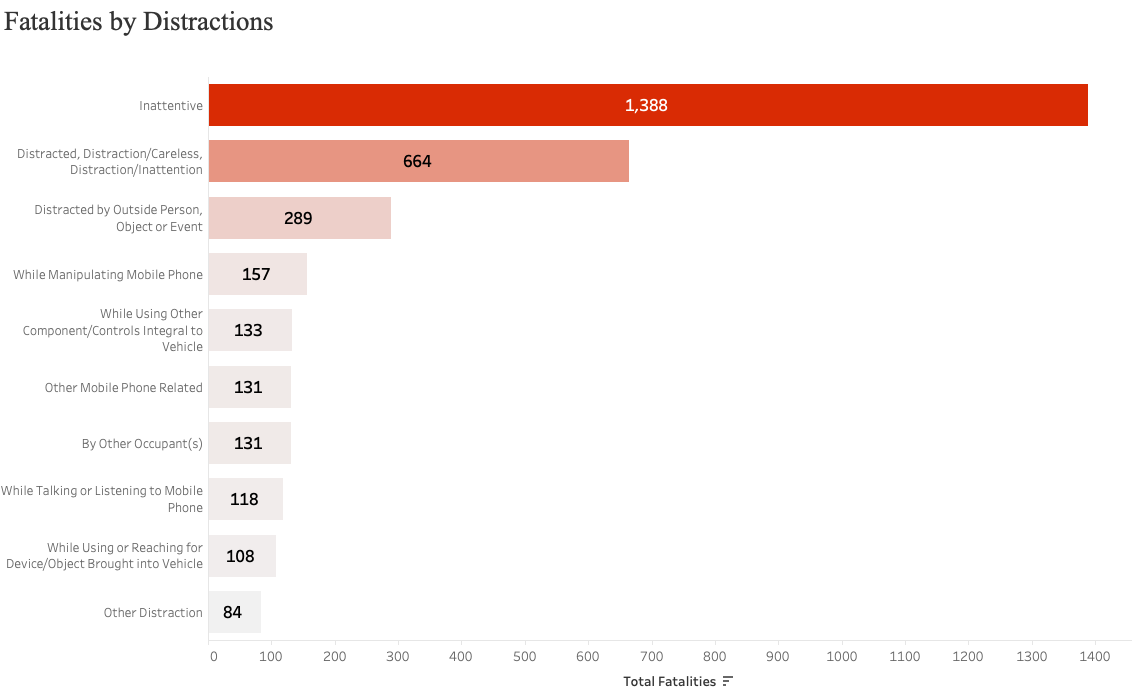 Fatalities by Distractions
Inattentive
1,388
Distracted, Distraction/Careless,
Distraction/Inattention
664
Distracted by Outside Person,
Object or Event
289
While Manipulating Mobile Phone
157
While Using Other
Component/Controls Integral to
Vehicle
133
Other Mobile Phone Related
131
By Other Occupant(s)
131
While Talking or Listening to Mobile
Phone
118
While Using or Reaching for
Device/Object Brought into Vehicle
108
Other Distraction
84
0 100 200 300 400 500 600 700 800 900 1000 1100 1200 1300 1400
Total Fatalities